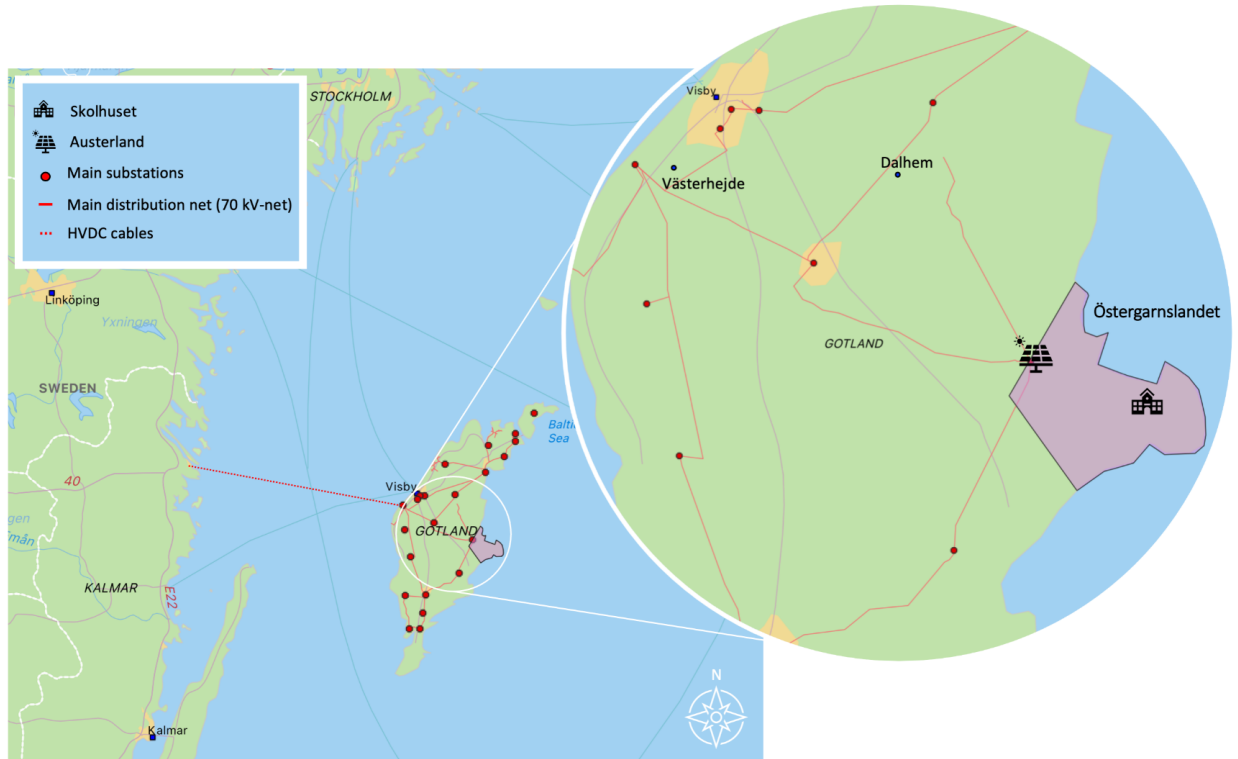 STOCKHOLM
Skolhuset
Austerland
Main substations
Main distribution net (70 kV-net)
HVDC cables
Linköping
Yxningen
SWEDEN
40
KALMAR
E22
Kalmar
Visby
GOTLAND
Baltic
Sea
N
Visby
Västerhejde
Dalhem
GOTLAND
Östergarnslandet